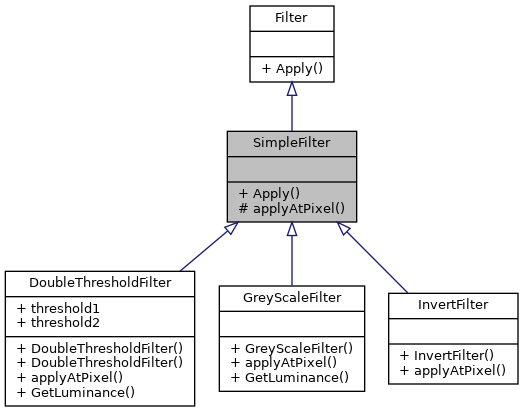 Filter
+ Apply()
SimpleFilter
+ Apply()
# applyAtPixel()
DoubleThresholdFilter
+ threshold1
+ threshold2
+ DoubleThresholdFilter()
+ DoubleThresholdFilter()
+ applyAtPixel()
+ GetLuminance()
GreyScaleFilter
+ GreyScaleFilter()
+ applyAtPixel()
+ GetLuminance()
InvertFilter
+ InvertFilter()
+ applyAtPixel()